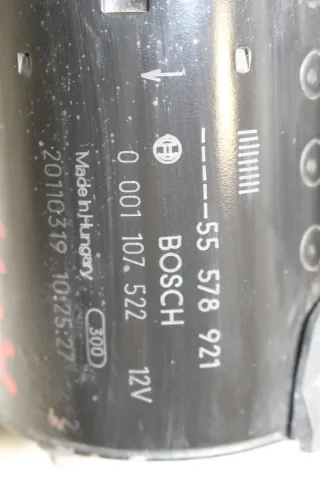 -----55 578 921
BOSCH
0 001 107 522 12V
Made in Hungary 300
20110319 10:25:27